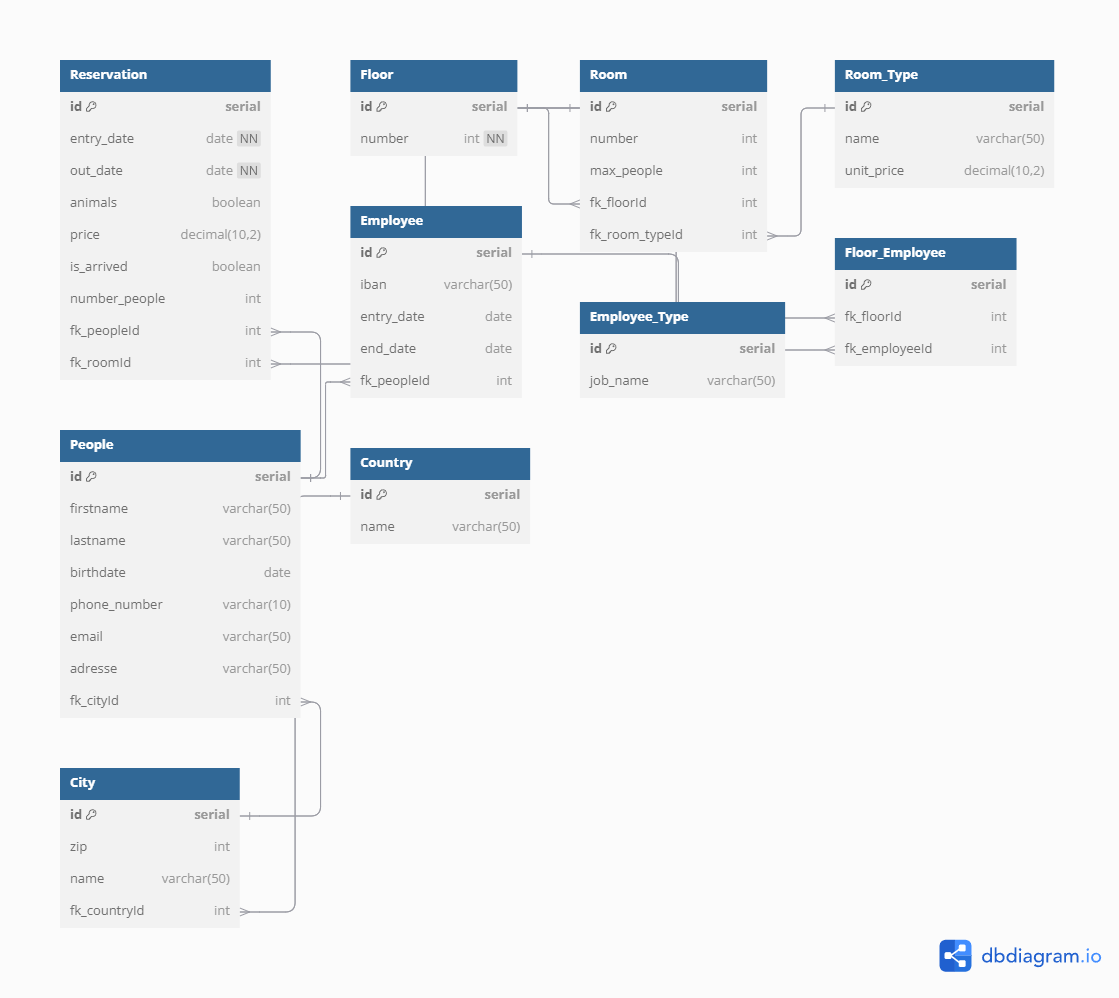 Reservation
id serial
entry_date date NN
out_date date NN
animals boolean
price decimal(10,2)
is_arrived boolean
number_people int
fk_peopleId int
fk_roomId int
Floor
id serial
number int NN
Room
id serial
number int
max_people int
fk_floorId int
fk_room_typeId int
Room_Type
id serial
name varchar(50)
unit_price decimal(10,2)
Employee
id serial
iban varchar(50)
entry_date date
end_date date
fk_peopleId int
Employee_Type
id serial
job_name varchar(50)
Floor_Employee
id serial
fk_floorId int
fk_employeeId int
People
id serial
firstname varchar(50)
lastname varchar(50)
birthdate date
phone_number varchar(10)
email varchar(50)
adresse varchar(50)
fk_cityId int
Country
id serial
name varchar(50)
City
id serial
zip int
name varchar(50)
fk_countryId int
dbdiagram.io